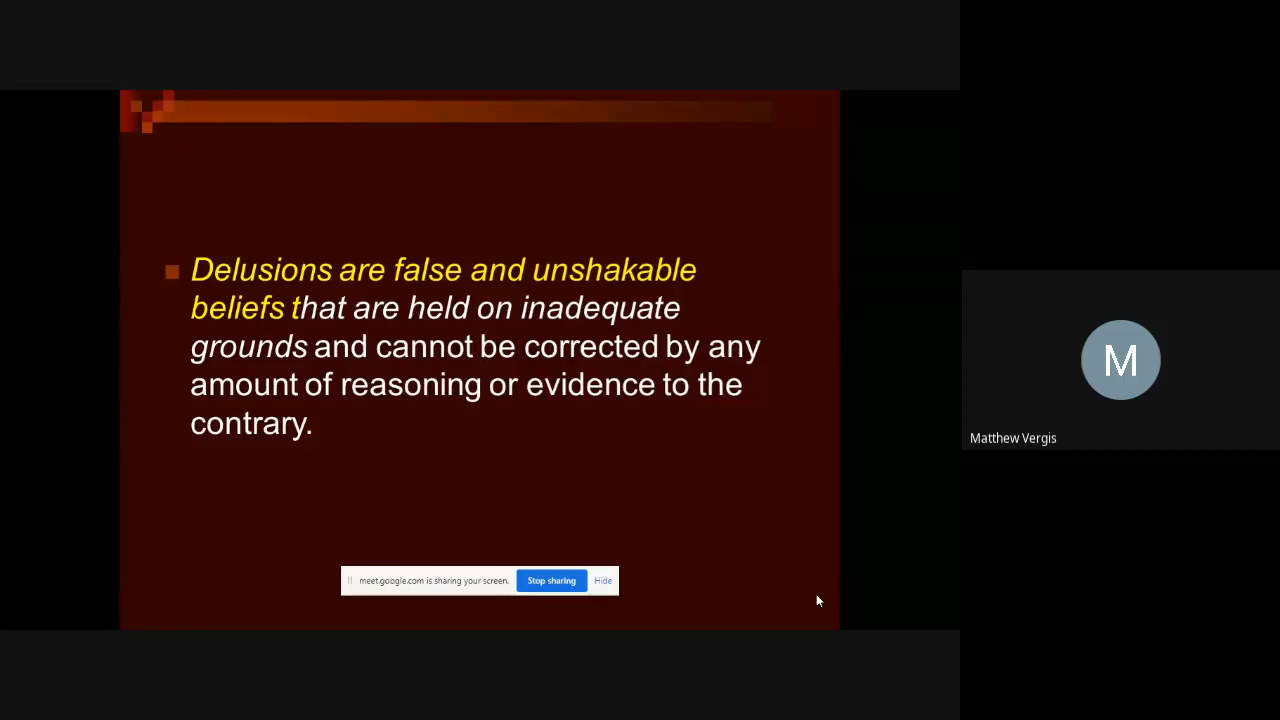 Delusions are false and unshakable
beliefs that are held on inadequate
grounds and cannot be corrected by any
amount of reasoning or evidence to the
contrary.
meet.google.com is sharing your screen. Stop sharing Hide
M
Matthew Vergis